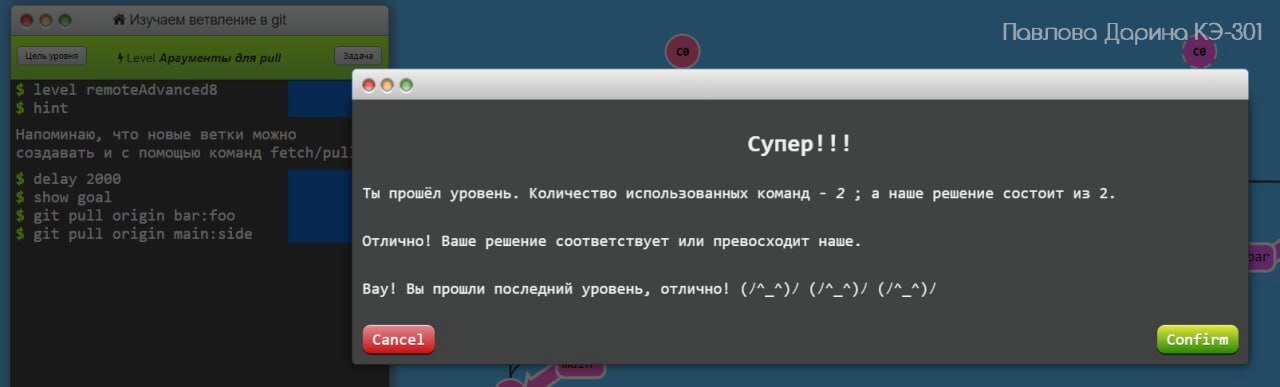 Изучаем ветвление в git
Павлова Дарина КЭ-301
Цель уровня
Level Аргументы для pull
Задача
$ level remoteAdvanced8
$ hint
Напоминаю, что новые ветки можно
создавать и с помощью команд fetch/pull
$ delay 2000
$ show goal
$ git pull origin bar:foo
$ git pull origin main:side
C0
C0
Супер!!!
Ты прошёл уровень. Количество использованных команд - 2 ; а наше решение состоит из 2.
Отлично! Ваше решение соответствует или превосходит наше.
Вау! Вы прошли последний уровень, отлично! (/^_^)/ (/^_^)/ (/^_^)/
Cancel
Confirm
bar
main